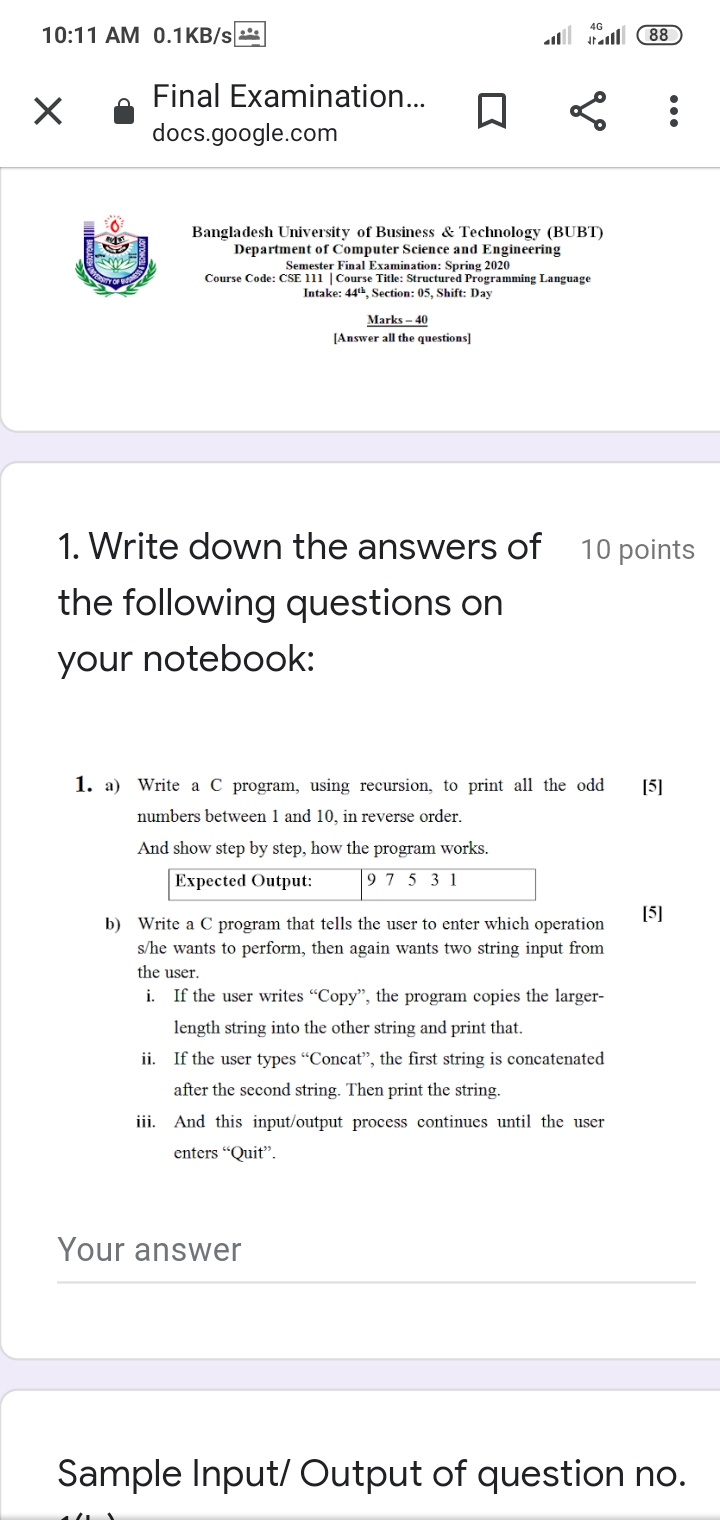 10:11 AM 0.1KB/s
4G
88
Final Examination...
docs.google.com
Bangladesh University of Business & Technology (BUBT)
Department of Computer Science and Engineering
Semester Final Examination: Spring 2020
Course Code: CSE 111 | Course Title: Structured Programming Language
Intake: 44th, Section: 05, Shift: Day
Marks – 40
[Answer all the questions]
1. Write down the answers of 10 points
the following questions on
your notebook:
1. a) Write a C program, using recursion, to print all the odd [5]
numbers between 1 and 10, in reverse order.
And show step by step, how the program works.
Expected Output: 9 7 5 3 1
b) Write a C program that tells the user to enter which operation [5]
s/he wants to perform, then again wants two string input from
the user.
i. If the user writes “Copy”, the program copies the larger-
length string into the other string and print that.
ii. If the user types “Concat”, the first string is concatenated
after the second string. Then print the string.
iii. And this input/output process continues until the user
enters “Quit”.
Your answer
Sample Input/ Output of question no.